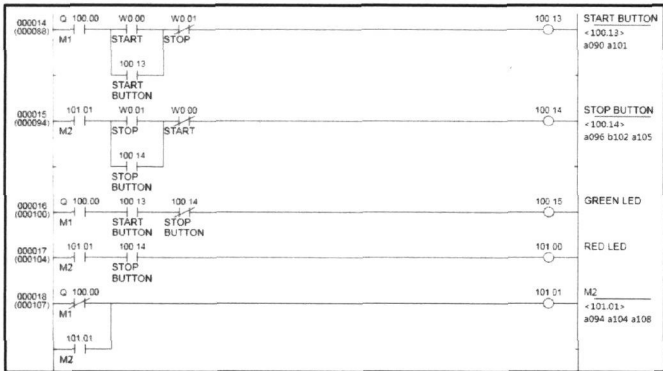 000014
(000088)
Q 100.00
W0.00
W0.01
100 13
START BUTTON
M1
START
STOP
<100.13>
a090 a101
100 13
START
BUTTON
000015
(000094)
101 01
W0 01
W0 00
100 14
STOP BUTTON
M2
STOP
START
<100.14>
a096 b102 a105
100 14
STOP
BUTTON
000016
(000100)
Q 100.00
100 13
100 14
100 15
GREEN LED
M1
START
STOP
BUTTON
BUTTON
000017
(000104)
101 01
100 14
101 00
RED LED
M2
STOP
BUTTON
000018
(000107)
Q 100.00
101 01
M2
M1
<101.01>
a094 a104 a108
101.01
M2